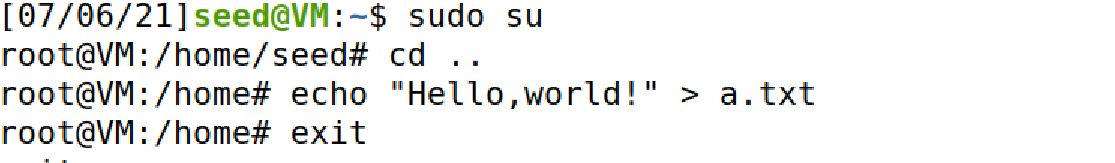 [07/06/21]seed@VM:~$ sudo su
root@VM:/home/seed# cd ..
root@VM:/home# echo "Hello,world!" > a.txt
root@VM:/home# exit